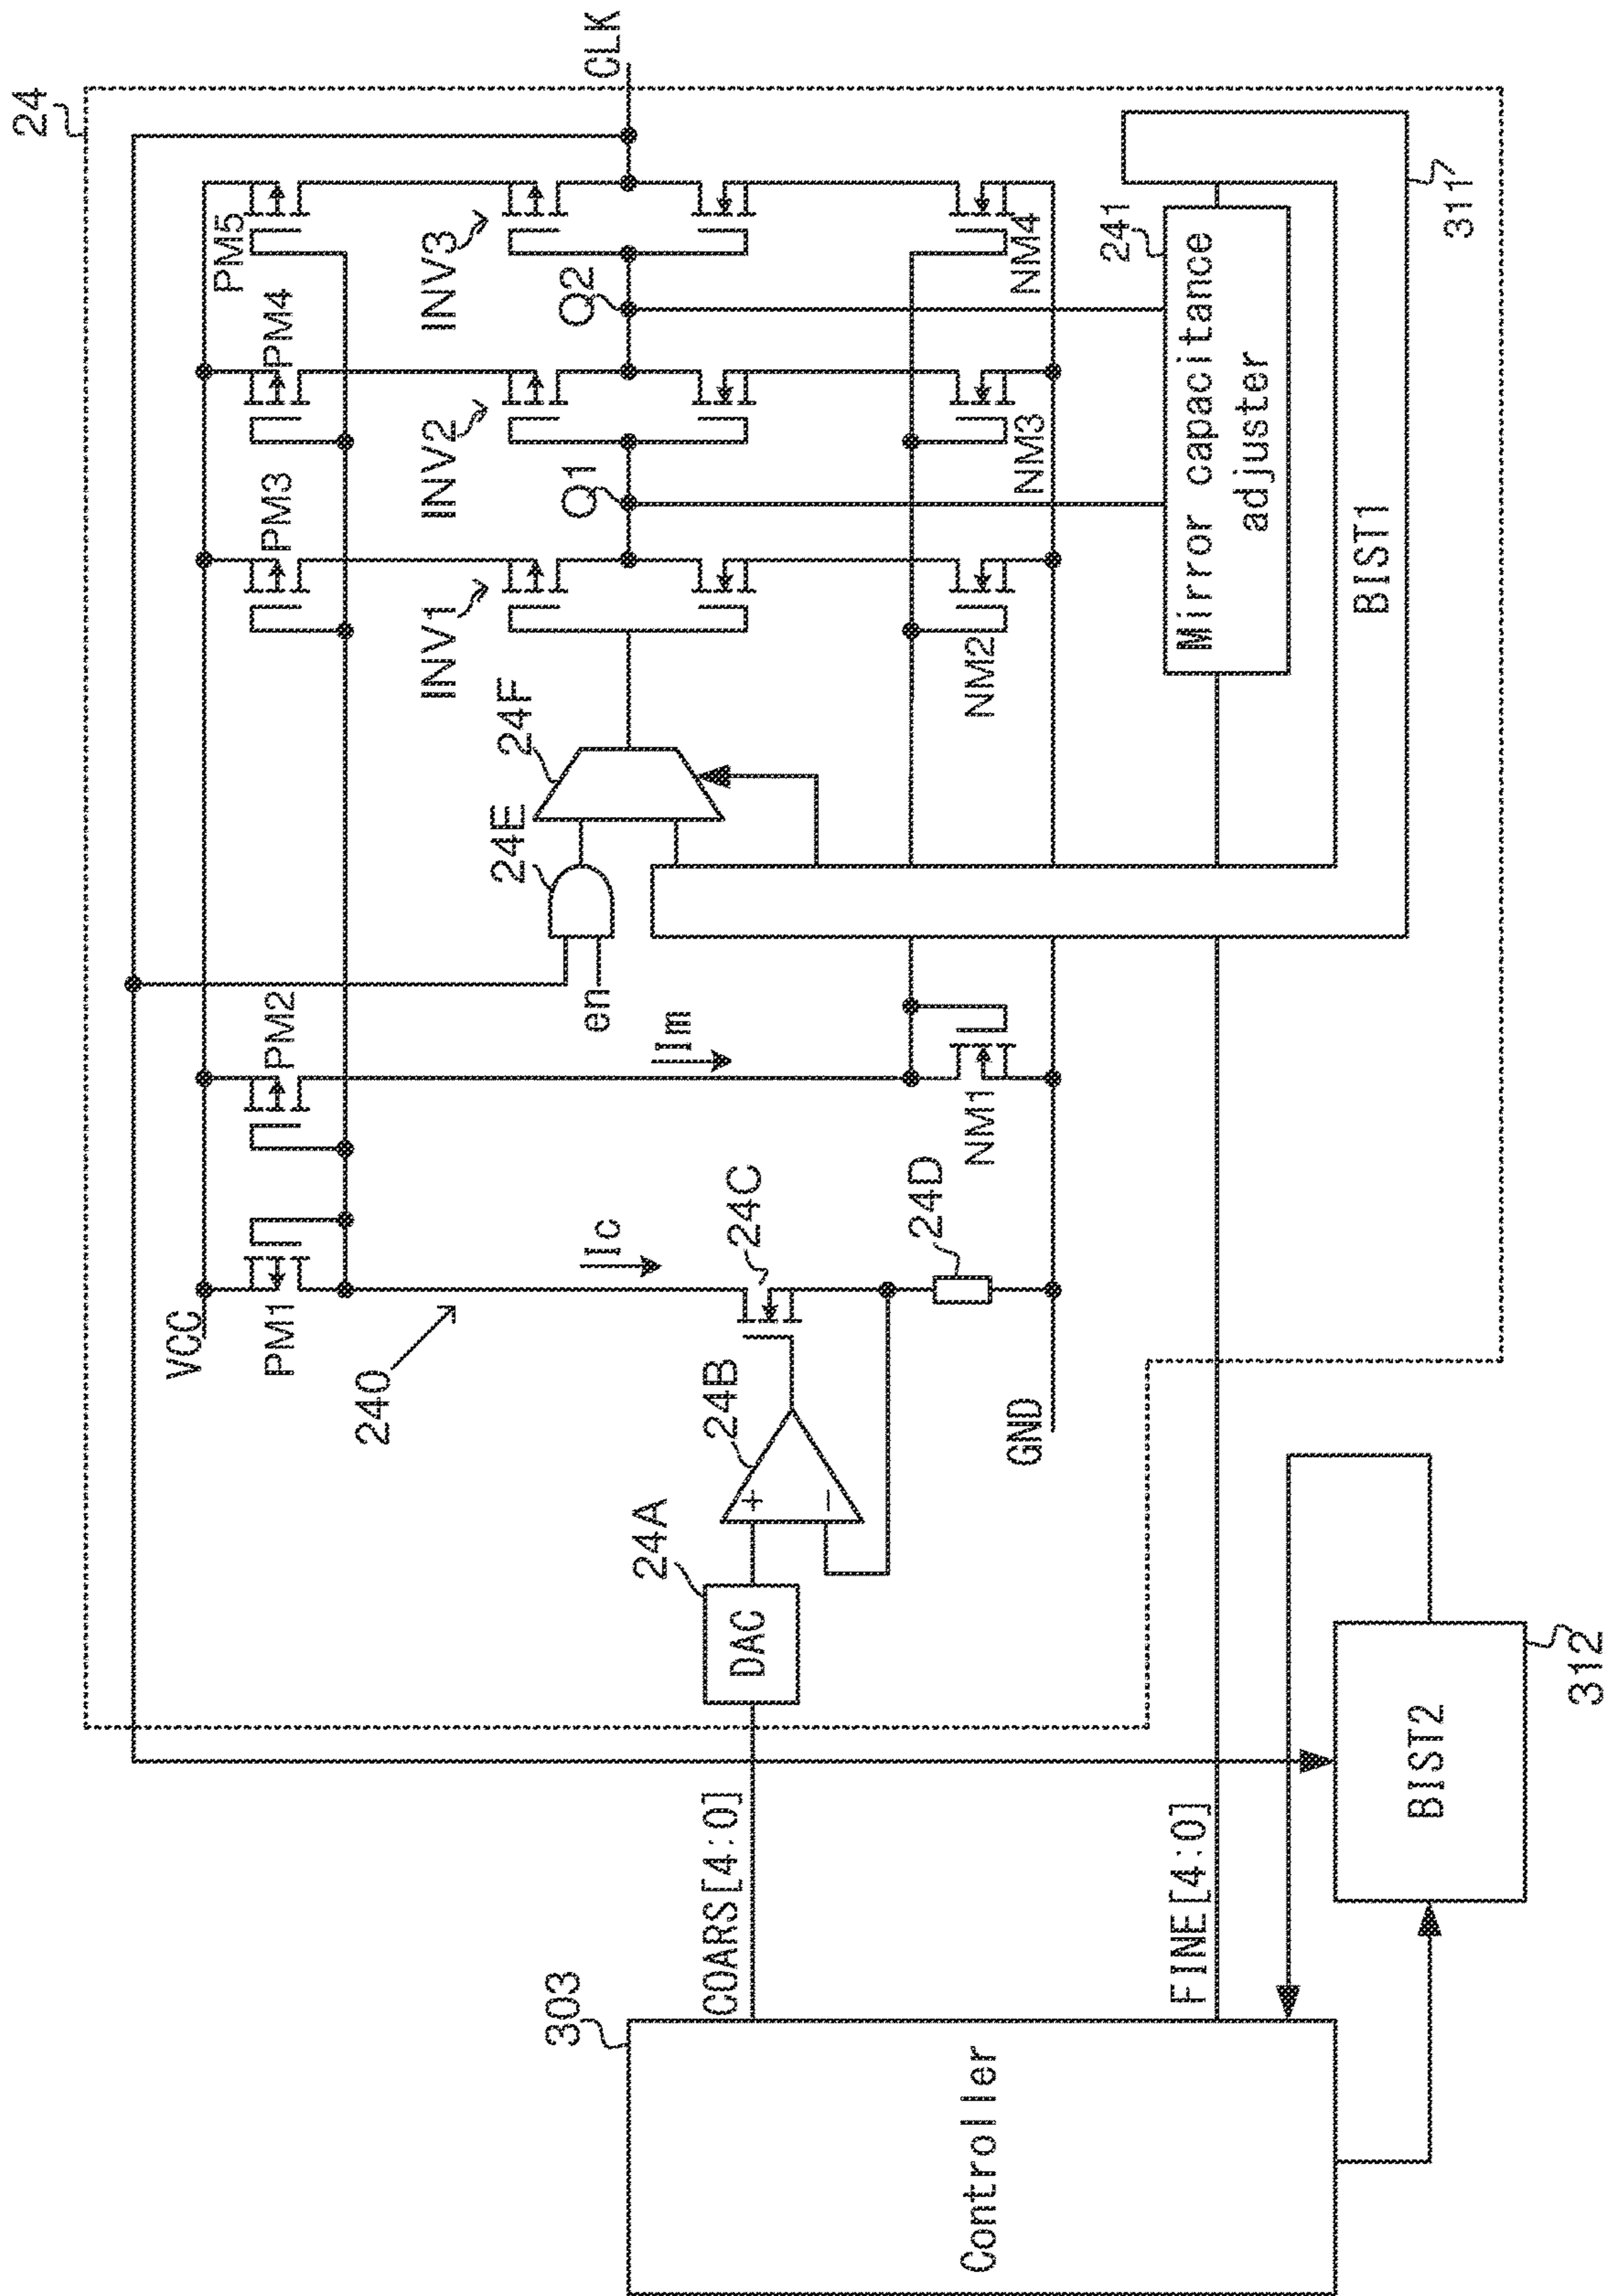 24
CLK
VCC
PM1
PM2
PM3
PM4
PM5
240
Ic
Im
INV1
INV2
INV3
Q1
Q2
24A
DAC
24B
+
−
24C
24D
24E
en
24F
GND
NM1
NM2
NM3
NM4
241
Mirror capacitance
adjuster
BIST1
311
303
Controller
COARS[4:0]
FINE[4:0]
BIST2
312